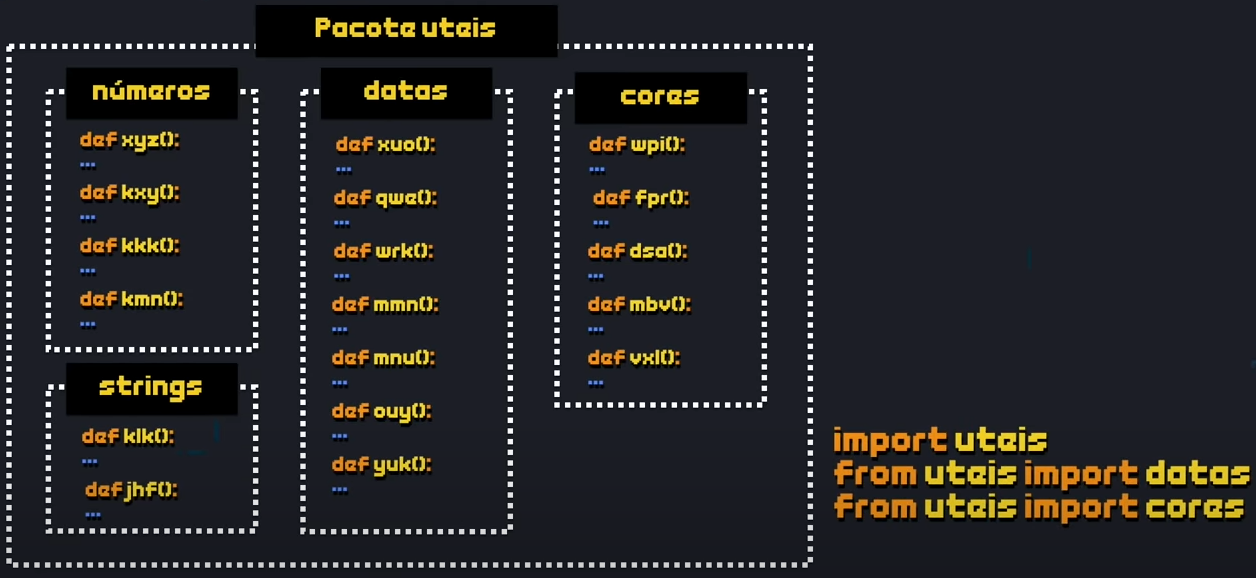 Pacote uteis
números
def xyz():
...
def kxy():
...
def kkk():
...
def kmn():
...
strings
def klk():
...
def jhf():
...
datas
def xuo():
...
def qwe():
...
def wrk():
...
def mmn():
...
def mnu():
...
def ouy():
...
def yuk():
...
cores
def wpi():
...
def fpr():
...
def dsa():
...
def mbv():
...
def vxl():
...
import uteis
from uteis import datas
from uteis import cores